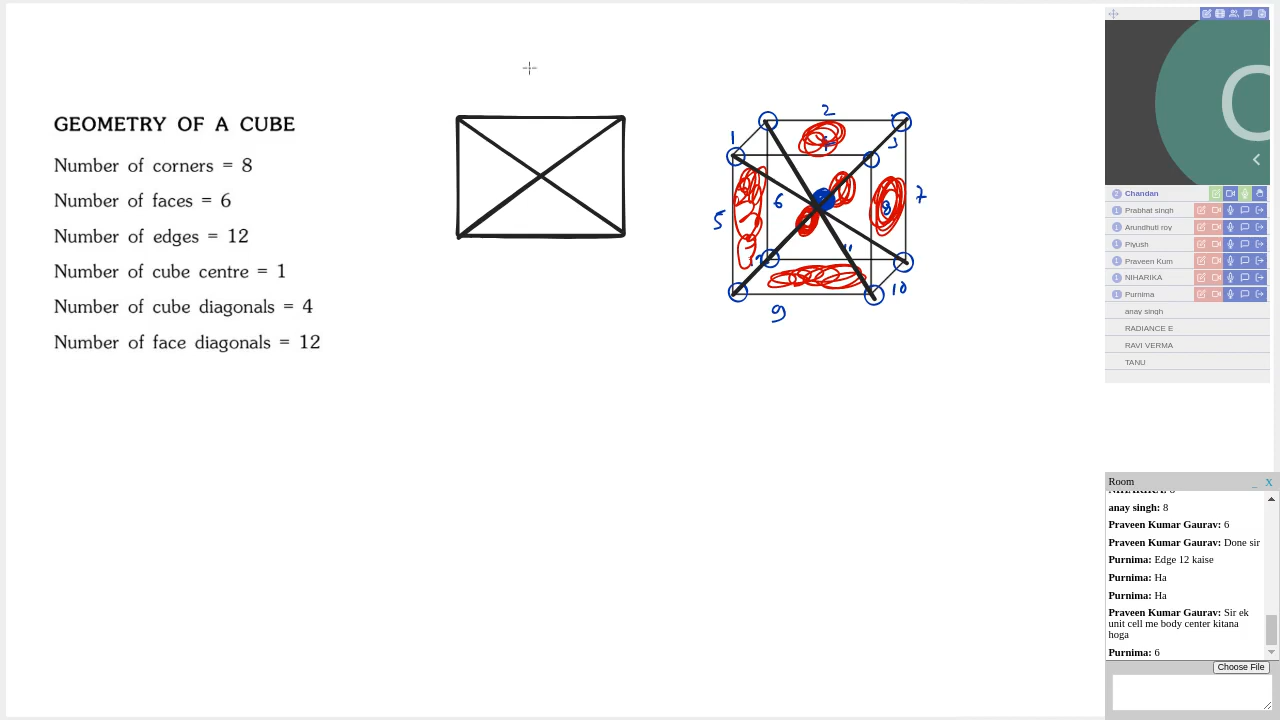 GEOMETRY OF A CUBE
Number of corners = 8
Number of faces = 6
Number of edges = 12
Number of cube centre = 1
Number of cube diagonals = 4
Number of face diagonals = 12
1
2
3
5
6
7
8
9
10
11
C
Chandan
Prabhat singh
Arundhuti roy
Piyush
Praveen Kum
NIHARIKA
Purnima
anay singh
RADIANCE E
RAVI VERMA
TANU
Room
_ X
anay singh: 8
Praveen Kumar Gaurav: 6
Praveen Kumar Gaurav: Done sir
Purnima: Edge 12 kaise
Purnima: Ha
Purnima: Ha
Praveen Kumar Gaurav: Sir ek
unit cell me body center kitana
hoga
Purnima: 6
Choose File